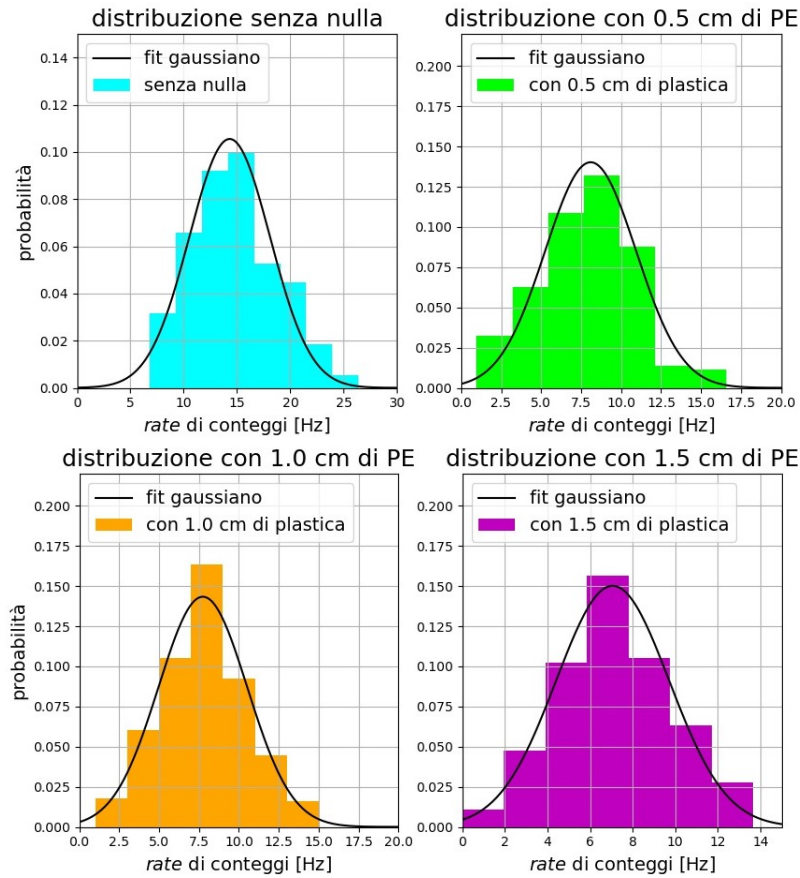 distribuzione senza nulla
fit gaussiano
senza nulla
probabilità
0.14
0.12
0.10
0.08
0.06
0.04
0.02
0.00
0 5 10 15 20 25 30
rate di conteggi [Hz]
distribuzione con 0.5 cm di PE
fit gaussiano
con 0.5 cm di plastica
0.200
0.175
0.150
0.125
0.100
0.075
0.050
0.025
0.000
0.0 2.5 5.0 7.5 10.0 12.5 15.0 17.5 20.0
rate di conteggi [Hz]
distribuzione con 1.0 cm di PE
fit gaussiano
con 1.0 cm di plastica
probabilità
0.200
0.175
0.150
0.125
0.100
0.075
0.050
0.025
0.000
0.0 2.5 5.0 7.5 10.0 12.5 15.0 17.5 20.0
rate di conteggi [Hz]
distribuzione con 1.5 cm di PE
fit gaussiano
con 1.5 cm di plastica
0.200
0.175
0.150
0.125
0.100
0.075
0.050
0.025
0.000
0 2 4 6 8 10 12 14
rate di conteggi [Hz]